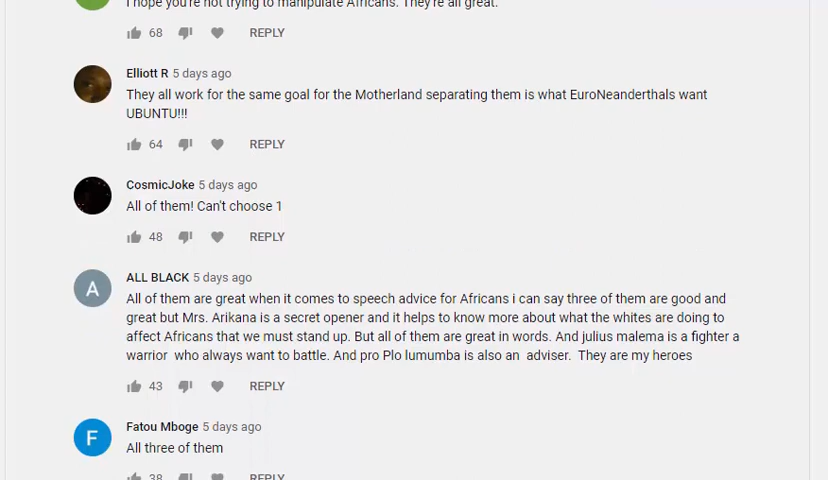 I hope you're not trying to manipulate Africans. They're all great.
68 REPLY
Elliott R 5 days ago
They all work for the same goal for the Motherland separating them is what EuroNeanderthals want
UBUNTU!!!
64 REPLY
CosmicJoke 5 days ago
All of them! Can't choose 1
48 REPLY
A
ALL BLACK 5 days ago
All of them are great when it comes to speech advice for Africans i can say three of them are good and
great but Mrs. Arikana is a secret opener and it helps to know more about what the whites are doing to
affect Africans that we must stand up. But all of them are great in words. And julius malema is a fighter a
warrior who always want to battle. And pro Plo lumumba is also an adviser. They are my heroes
43 REPLY
F
Fatou Mboge 5 days ago
All three of them
38 REPLY